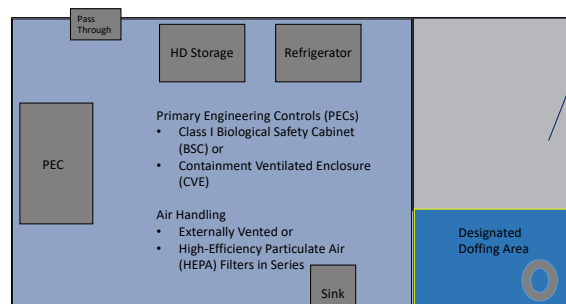 Pass
Through
HD Storage
Refrigerator
PEC
Primary Engineering Controls (PECs)
• Class I Biological Safety Cabinet
(BSC) or
• Containment Ventilated Enclosure
(CVE)
Air Handling
• Externally Vented or
• High-Efficiency Particulate Air
(HEPA) Filters in Series
Sink
Designated
Doffing Area